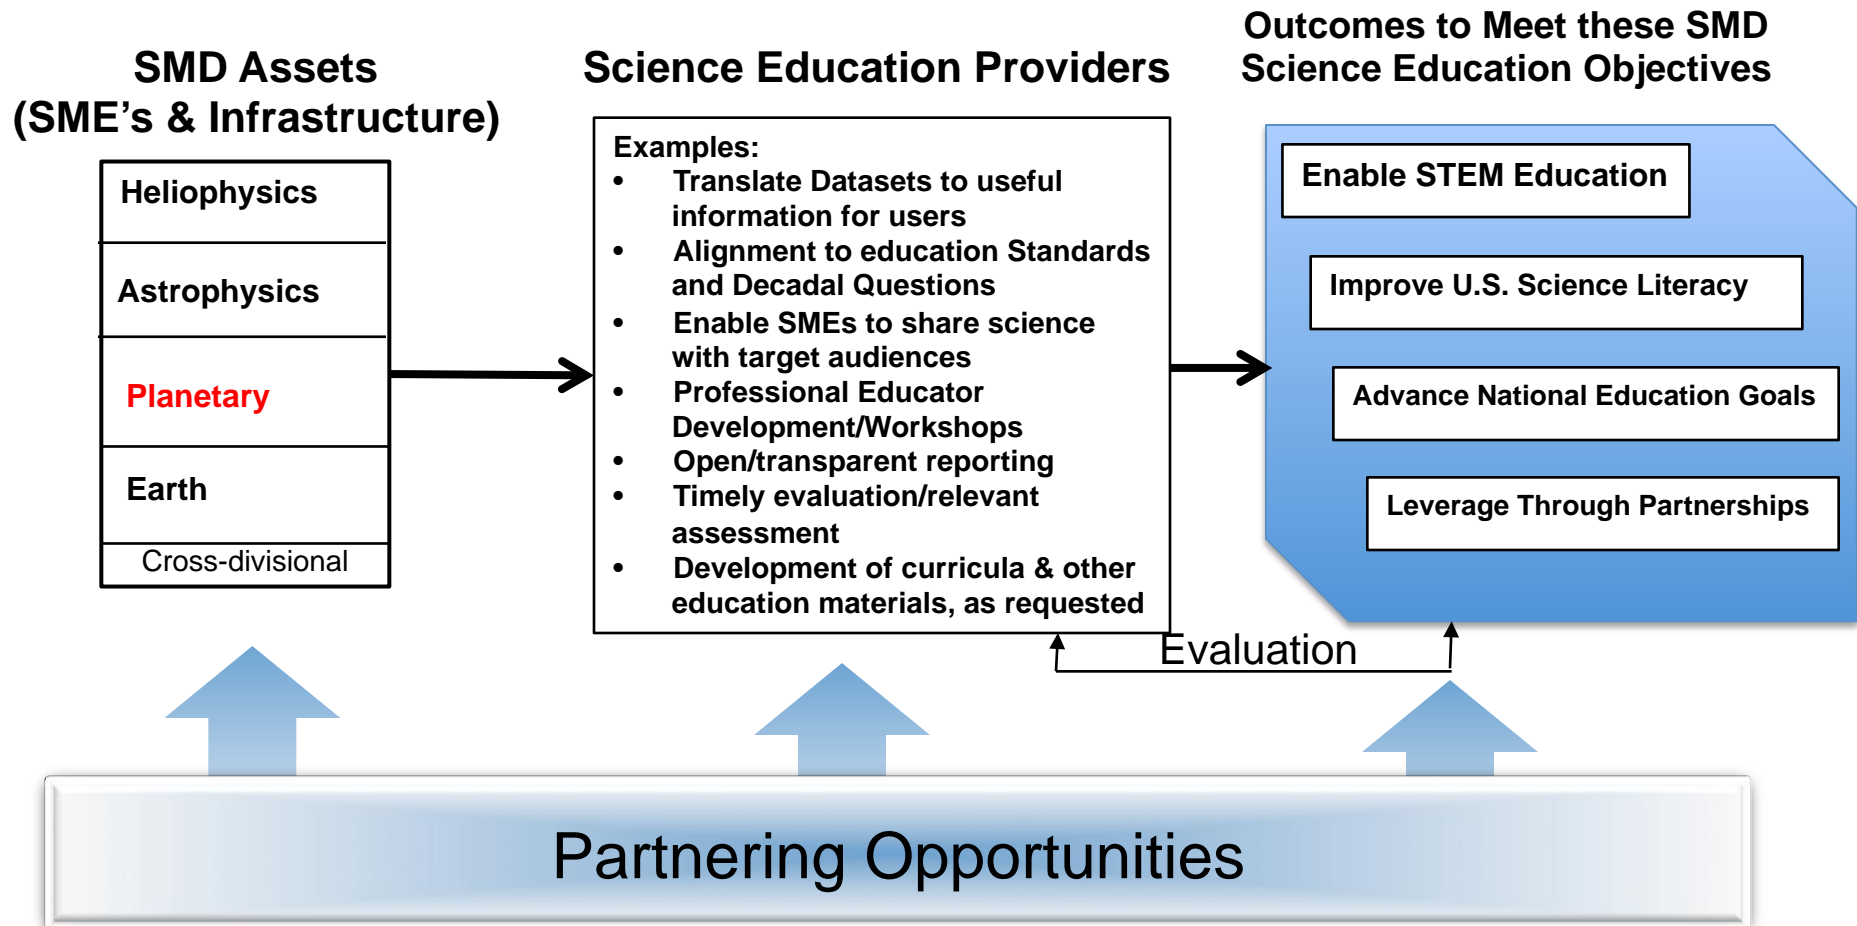 SMD Assets
(SME’s & Infrastructure)
Heliophysics
Astrophysics
Planetary
Earth
Cross-divisional
Science Education Providers
Examples:
• Translate Datasets to useful
information for users
• Alignment to education Standards
and Decadal Questions
• Enable SMEs to share science
with target audiences
• Professional Educator
Development/Workshops
• Open/transparent reporting
• Timely evaluation/relevant
assessment
• Development of curricula & other
education materials, as requested
Outcomes to Meet these SMD
Science Education Objectives
Enable STEM Education
Improve U.S. Science Literacy
Advance National Education Goals
Leverage Through Partnerships
Evaluation
Partnering Opportunities